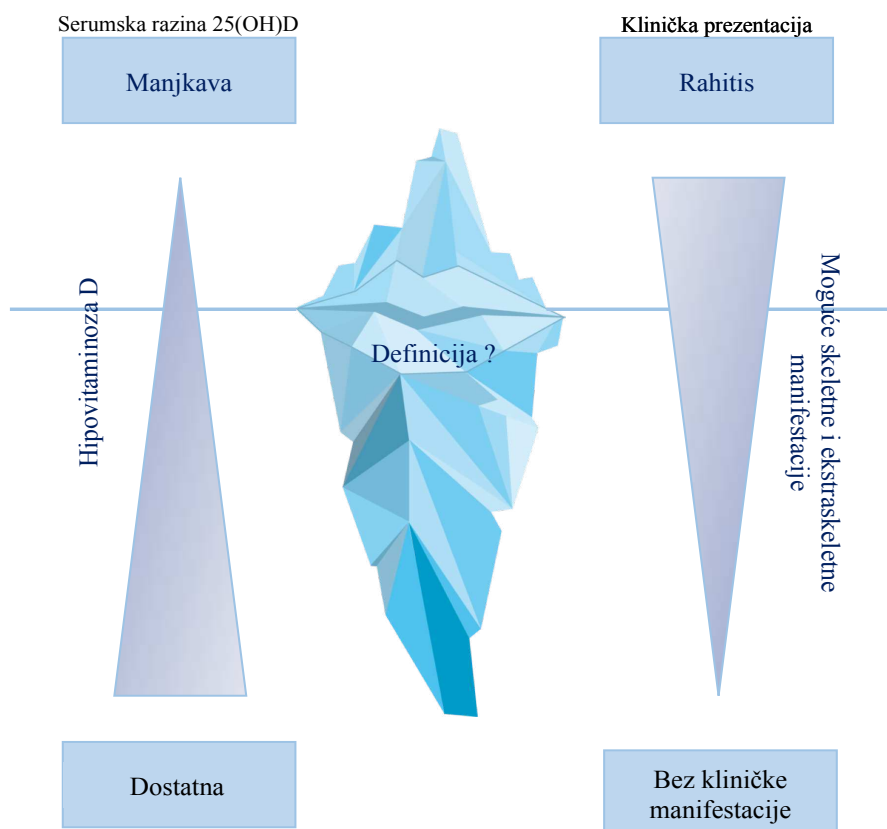 Serumska razina 25(OH)D
Klinička prezentacija
Manjkava
Rahitis
Hipovitaminoza D
Definicija ?
Moguće skeletne i ekstraskeletne
manifestacije
Dostatna
Bez kliničke
manifestacije